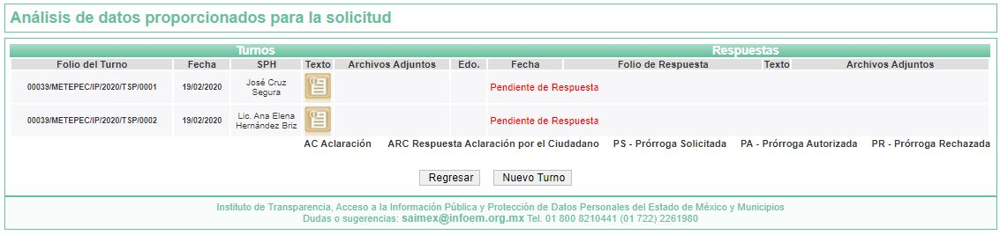 Análisis de datos proporcionados para la solicitud
Turnos Respuestas
Folio del Turno Fecha SPH Texto Archivos Adjuntos Edo. Fecha Folio de Respuesta Texto Archivos Adjuntos
00039/METEPEC/IP/2020/TSP/0001 19/02/2020 José Cruz Segura Pendiente de Respuesta
00039/METEPEC/IP/2020/TSP/0002 19/02/2020 Lic. Ana Elena Hernández Briz Pendiente de Respuesta
AC Aclaración ARC Respuesta Aclaración por el Ciudadano PS - Prórroga Solicitada PA - Prórroga Autorizada PR - Prórroga Rechazada
Regresar Nuevo Turno
Instituto de Transparencia, Acceso a la Información Pública y Protección de Datos Personales del Estado de México y Municipios
Dudas o sugerencias: saimex@infoem.org.mx Tel. 01 800 8210441 (01 722) 2261980